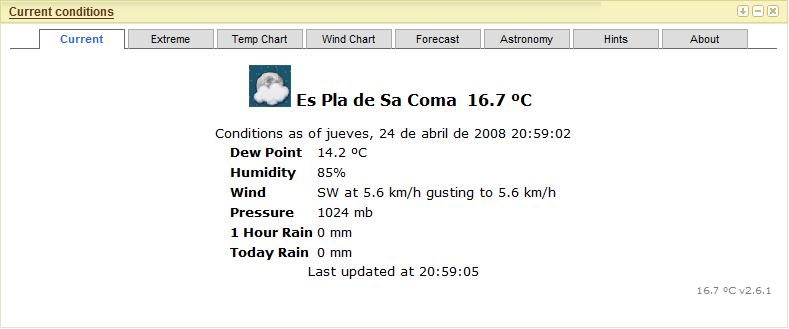 Current conditions
Current Extreme Temp Chart Wind Chart Forecast Astronomy Hints About
Es Pla de Sa Coma 16.7 ºC
Conditions as of jueves, 24 de abril de 2008 20:59:02
Dew Point 14.2 ºC
Humidity 85%
Wind SW at 5.6 km/h gusting to 5.6 km/h
Pressure 1024 mb
1 Hour Rain 0 mm
Today Rain 0 mm
Last updated at 20:59:05
16.7 ºC v2.6.1